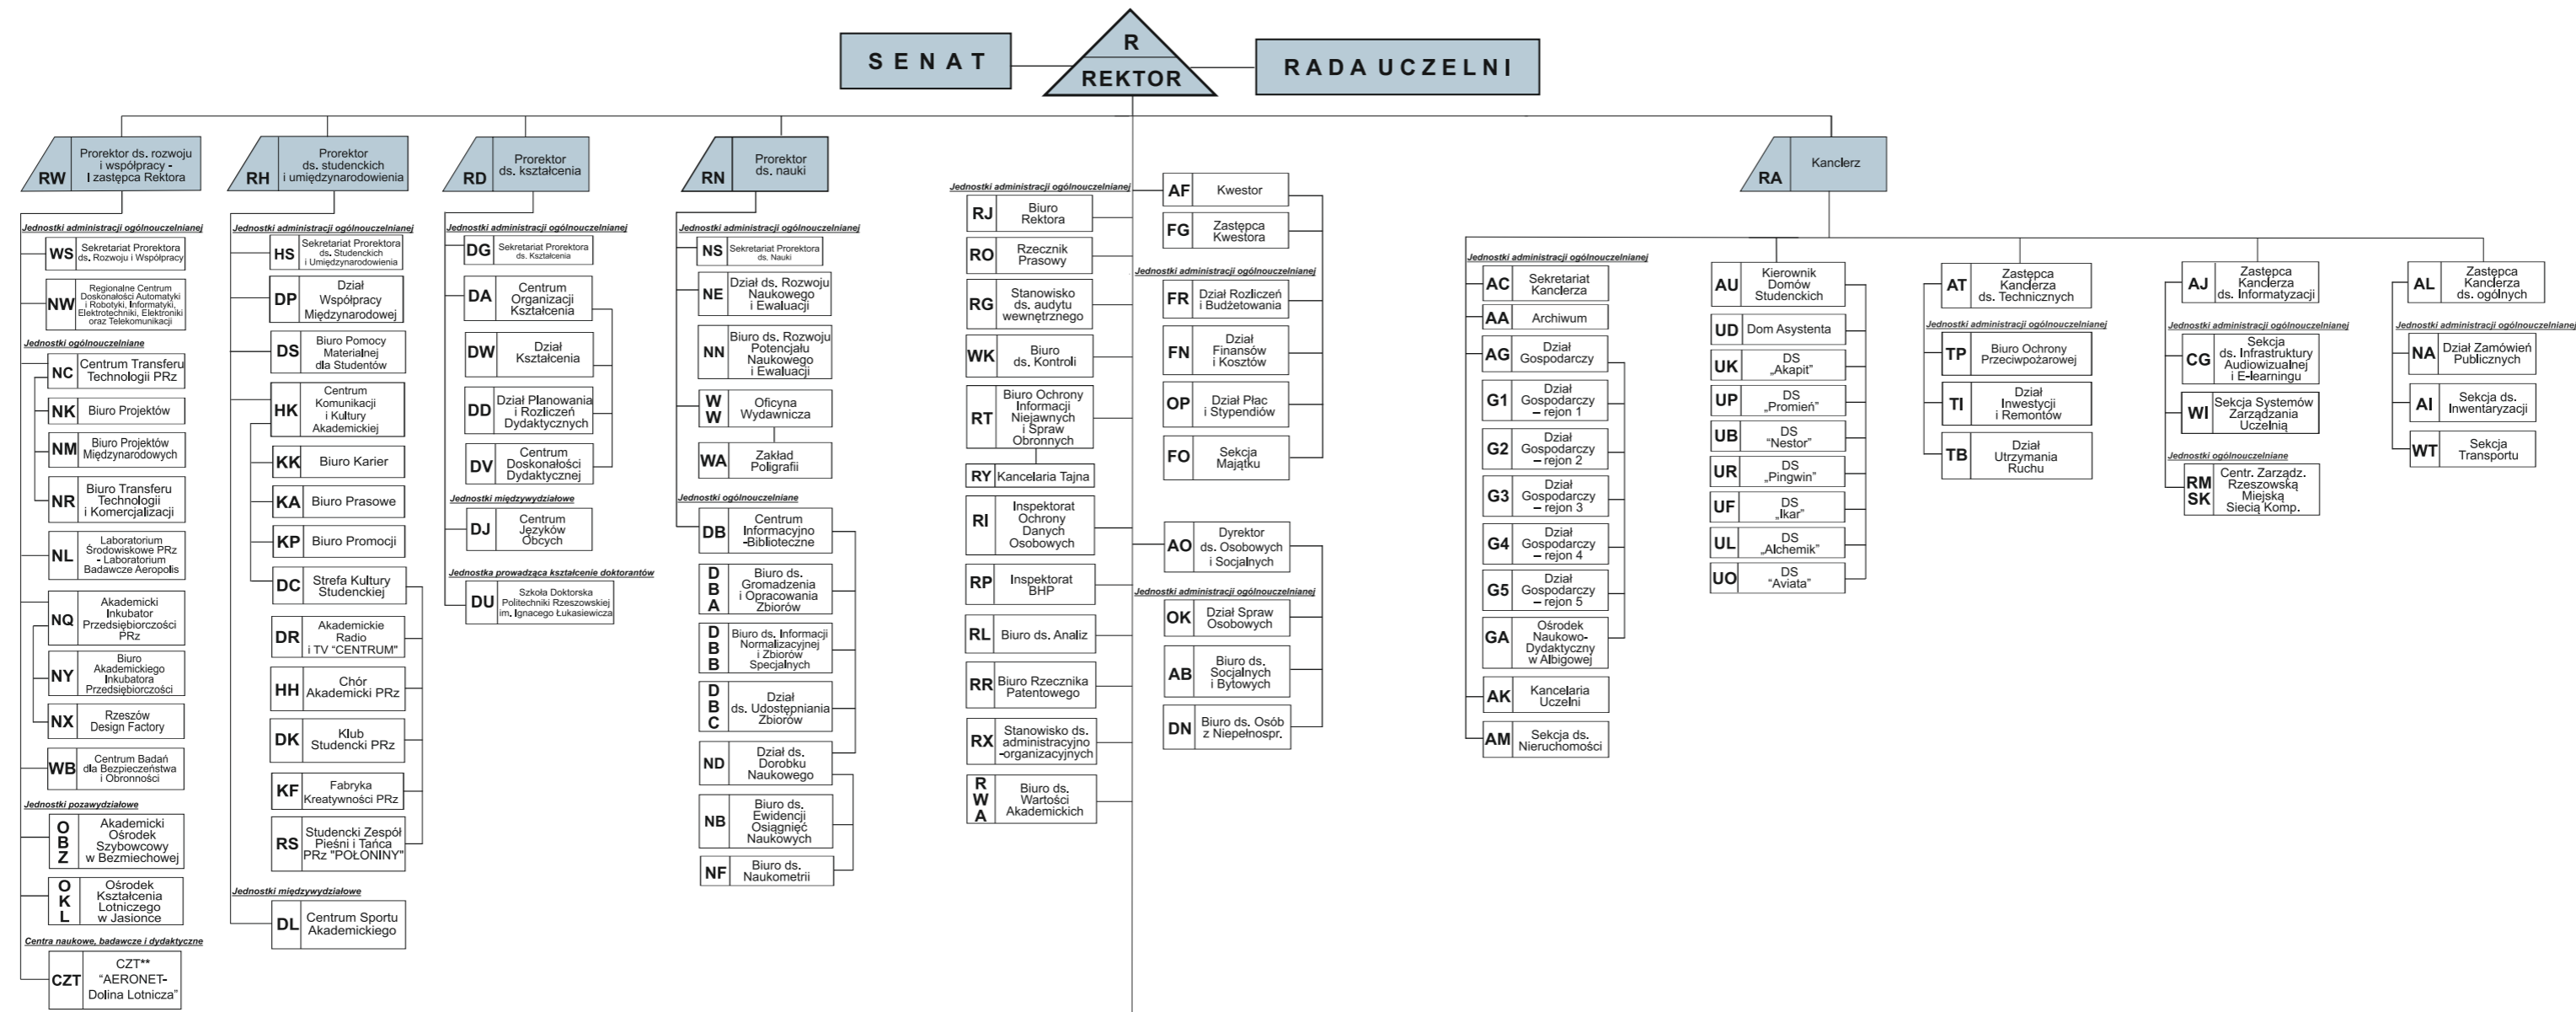 S E N A T
R
REKTOR
RADA UCZELNI
RW
Prorektor ds. rozwoju
i współpracy -
I zastępca Rektora
Jednostki administracji ogólnouczelnianej
WS
Sekretariat Prorektora
ds. Rozwoju i Współpracy
NW
Regionalne Centrum
Doskonałości Automatyki
i Robotyki, Informatyki,
Elektrotechniki, Elektroniki
oraz Telekomunikacji
Jednostki ogólnouczelniane
NC
Centrum Transferu
Technologii PRz
NK
Biuro Projektów
NM
Biuro Projektów
Międzynarodowych
NR
Biuro Transferu
Technologii
i Komercjalizacji
NL
Laboratorium
Środowiskowe PRz
- Laboratorium
Badawcze Aeropolis
NQ
Akademicki
Inkubator
Przedsiębiorczości
PRz
NY
Biuro
Akademickiego
Inkubatora
Przedsiębiorczości
NX
Rzeszów
Design Factory
WB
Centrum Badań
dla Bezpieczeństwa
i Obronności
Jednostki pozawydziałowe
O
B
Z
Akademicki
Ośrodek
Szybowcowy
w Bezmiechowej
O
K
L
Ośrodek
Kształcenia
Lotniczego
w Jasionce
Centra naukowe, badawcze i dydaktyczne
CZT
CZT**
“AERONET-
Dolina Lotnicza”
RH
Prorektor
ds. studenckich
i umiędzynarodowienia
Jednostki administracji ogólnouczelnianej
HS
Sekretariat Prorektora
ds. Studenckich
i Umiędzynarodowienia
DP
Dział
Współpracy
Międzynarodowej
DS
Biuro Pomocy
Materialnej
dla Studentów
HK
Centrum
Komunikacji
i Kultury
Akademickiej
KK
Biuro Karier
KA
Biuro Prasowe
KP
Biuro Promocji
DC
Strefa Kultury
Studenckiej
DR
Akademickie
Radio
i TV “CENTRUM”
HH
Chór
Akademicki PRz
DK
Klub
Studencki PRz
KF
Fabryka
Kreatywności PRz
RS
Studencki Zespół
Pieśni i Tańca
PRz "POŁONINY"
Jednostki międzywydziałowe
DL
Centrum Sportu
Akademickiego
RD
Prorektor
ds. kształcenia
Jednostki administracji ogólnouczelnianej
DG
Sekretariat Prorektora
ds. Kształcenia
DA
Centrum
Organizacji
Kształcenia
DW
Dział
Kształcenia
DD
Dział Planowania
i Rozliczeń
Dydaktycznych
DV
Centrum
Doskonałości
Dydaktycznej
Jednostki międzywydziałowe
DJ
Centrum
Języków
Obcych
Jednostka prowadząca kształcenie doktorantów
DU
Szkoła Doktorska
Politechniki Rzeszowskiej
im. Ignacego Łukasiewicza
RN
Prorektor
ds. nauki
Jednostki administracji ogólnouczelnianej
NS
Sekretariat Prorektora
ds. Nauki
NE
Dział ds. Rozwoju
Naukowego
i Ewaluacji
NN
Biuro ds. Rozwoju
Potencjału
Naukowego
i Ewaluacji
W
W
Oficyna
Wydawnicza
WA
Zakład
Poligrafii
Jednostki ogólnouczelniane
DB
Centrum
Informacyjno
-Biblioteczne
D
B
A
Biuro ds.
Gromadzenia
i Opracowania
Zbiorów
D
B
B
Biuro ds. Informacji
Normalizacyjnej
i Zbiorów
Specjalnych
D
B
C
Dział
ds. Udostępniania
Zbiorów
ND
Dział ds.
Dorobku
Naukowego
NB
Biuro ds.
Ewidencji
Osiągnięć
Naukowych
NF
Biuro ds.
Naukometrii
Jednostki administracji ogólnouczelnianej
RJ
Biuro
Rektora
RO
Rzecznik
Prasowy
RG
Stanowisko
ds. audytu
wewnętrznego
WK
Biuro
ds. Kontroli
RT
Biuro Ochrony
Informacji
Niejawnych
i Spraw
Obronnych
RY
Kancelaria Tajna
RI
Inspektorat
Ochrony
Danych
Osobowych
RP
Inspektorat
BHP
RL
Biuro ds. Analiz
RR
Biuro Rzecznika
Patentowego
RX
Stanowisko ds.
administracyjno
-organizacyjnych
R
W
A
Biuro ds.
Wartości
Akademickich
AF
Kwestor
FG
Zastępca
Kwestora
Jednostki administracji ogólnouczelnianej
FR
Dział Rozliczeń
i Budżetowania
FN
Dział
Finansów
i Kosztów
OP
Dział Płac
i Stypendiów
FO
Sekcja
Majątku
AO
Dyrektor
ds. Osobowych
i Socjalnych
Jednostki administracji ogólnouczelnianej
OK
Dział Spraw
Osobowych
AB
Biuro ds.
Socjalnych
i Bytowych
DN
Biuro ds. Osób
z Niepełnospr.
RA
Kanclerz
Jednostki administracji ogólnouczelnianej
AC
Sekretariat
Kanclerza
AA
Archiwum
AG
Dział
Gospodarczy
G1
Dział
Gospodarczy
– rejon 1
G2
Dział
Gospodarczy
– rejon 2
G3
Dział
Gospodarczy
– rejon 3
G4
Dział
Gospodarczy
– rejon 4
G5
Dział
Gospodarczy
– rejon 5
GA
Ośrodek
Naukowo-
Dydaktyczny
w Albigowej
AK
Kancelaria
Uczelni
AM
Sekcja ds.
Nieruchomości
AU
Kierownik
Domów
Studenckich
UD
Dom Asystenta
UK
DS
„Akapit”
UP
DS
„Promień”
UB
DS
“Nestor”
UR
DS
„Pingwin”
UF
DS
„Ikar”
UL
DS
„Alchemik”
UO
DS
“Aviata”
AT
Zastępca
Kanclerza
ds. Technicznych
Jednostki administracji ogólnouczelnianej
TP
Biuro Ochrony
Przeciwpożarowej
TI
Dział
Inwestycji
i Remontów
TB
Dział
Utrzymania
Ruchu
AJ
Zastępca
Kanclerza
ds. Informatyzacji
Jednostki administracji ogólnouczelnianej
CG
Sekcja
ds. Infrastruktury
Audiowizualnej
i E-learningu
WI
Sekcja Systemów
Zarządzania
Uczelnią
Jednostki ogólnouczelniane
RM
SK
Centr. Zarządz.
Rzeszowską
Miejską
Siecią Komp.
AL
Zastępca
Kanclerza
ds. ogólnych
Jednostki administracji ogólnouczelnianej
NA
Dział Zamówień
Publicznych
AI
Sekcja ds.
Inwentaryzacji
WT
Sekcja
Transportu